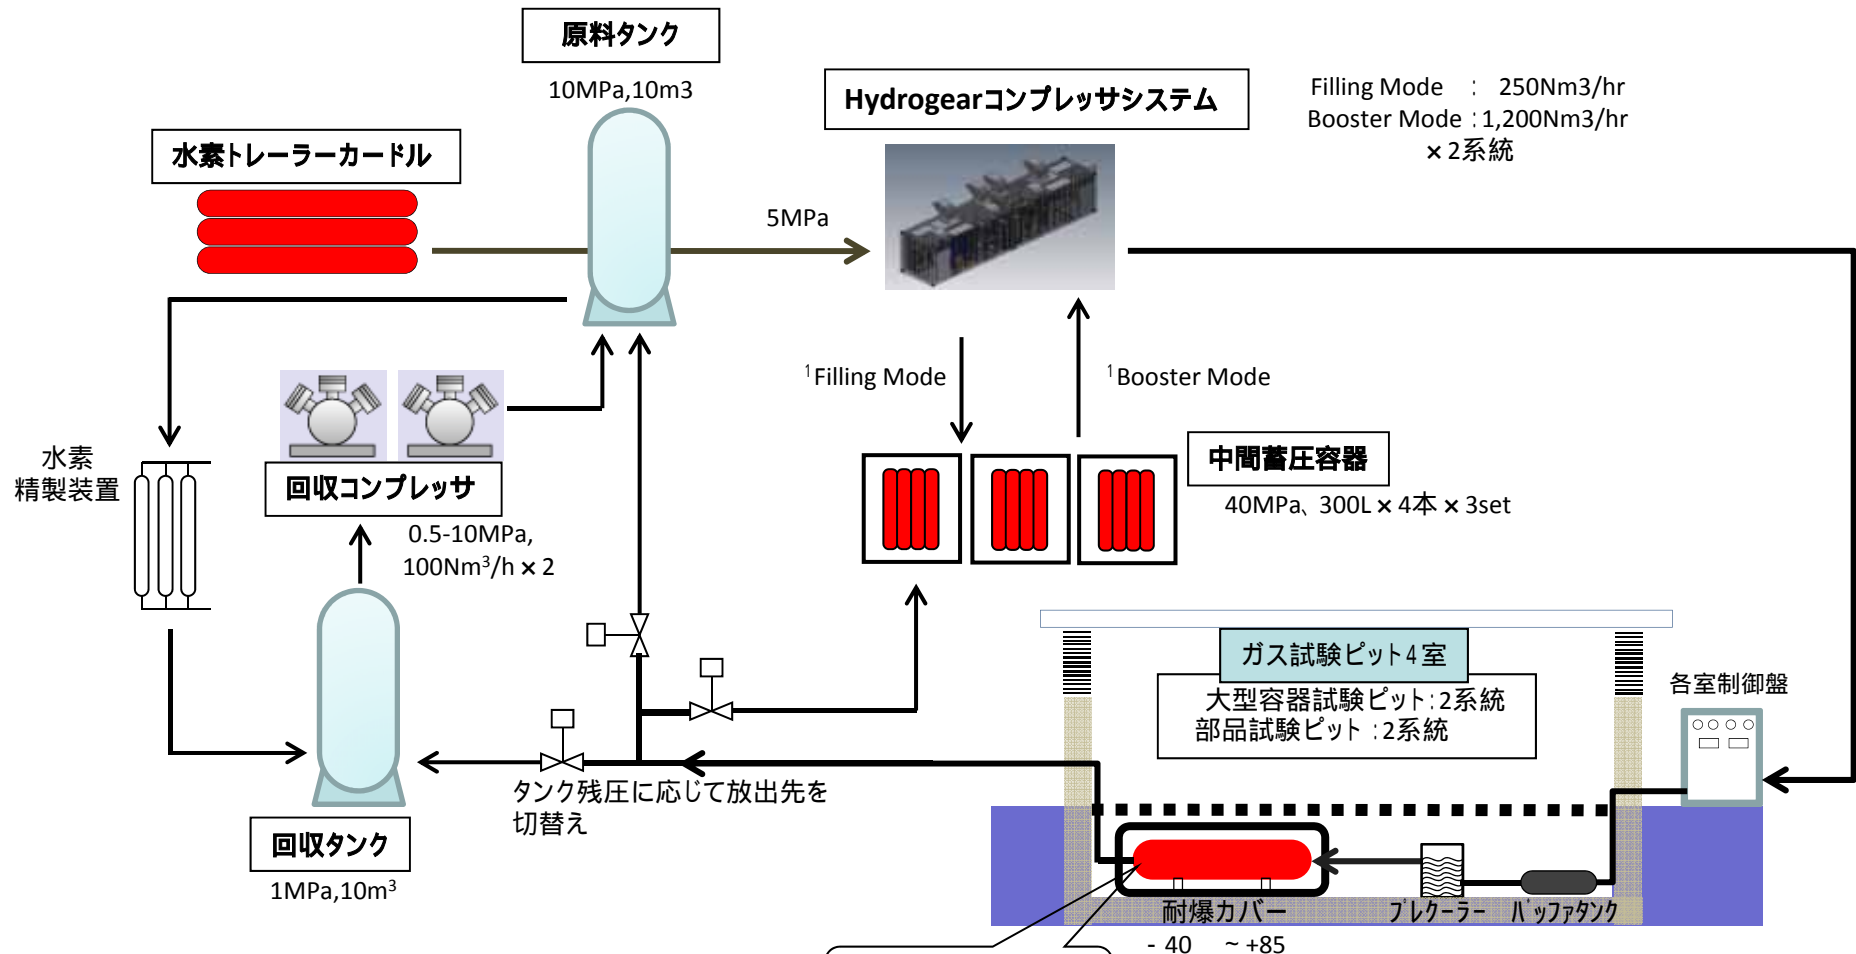 原料タンク
10MPa,10m3
Hydrogearコンプレッサシステム
Filling Mode : 250Nm3/hr
Booster Mode :1,200Nm3/hr
×2系統
水素トレーラーカードル
5MPa
1Filling Mode
1Booster Mode
水素
精製装置
回収コンプレッサ
0.5-10MPa,
100Nm3/h×2
中間蓄圧容器
40MPa、300L×4本×3set
ガス試験ピット4室
大型容器試験ピット:2系統
部品試験ピット:2系統
各室制御盤
タンク残圧に応じて放出先を
切替え
回収タンク
1MPa,10m3
耐爆カバー
プレクーラー
バッファタンク
- 40 ~ +85